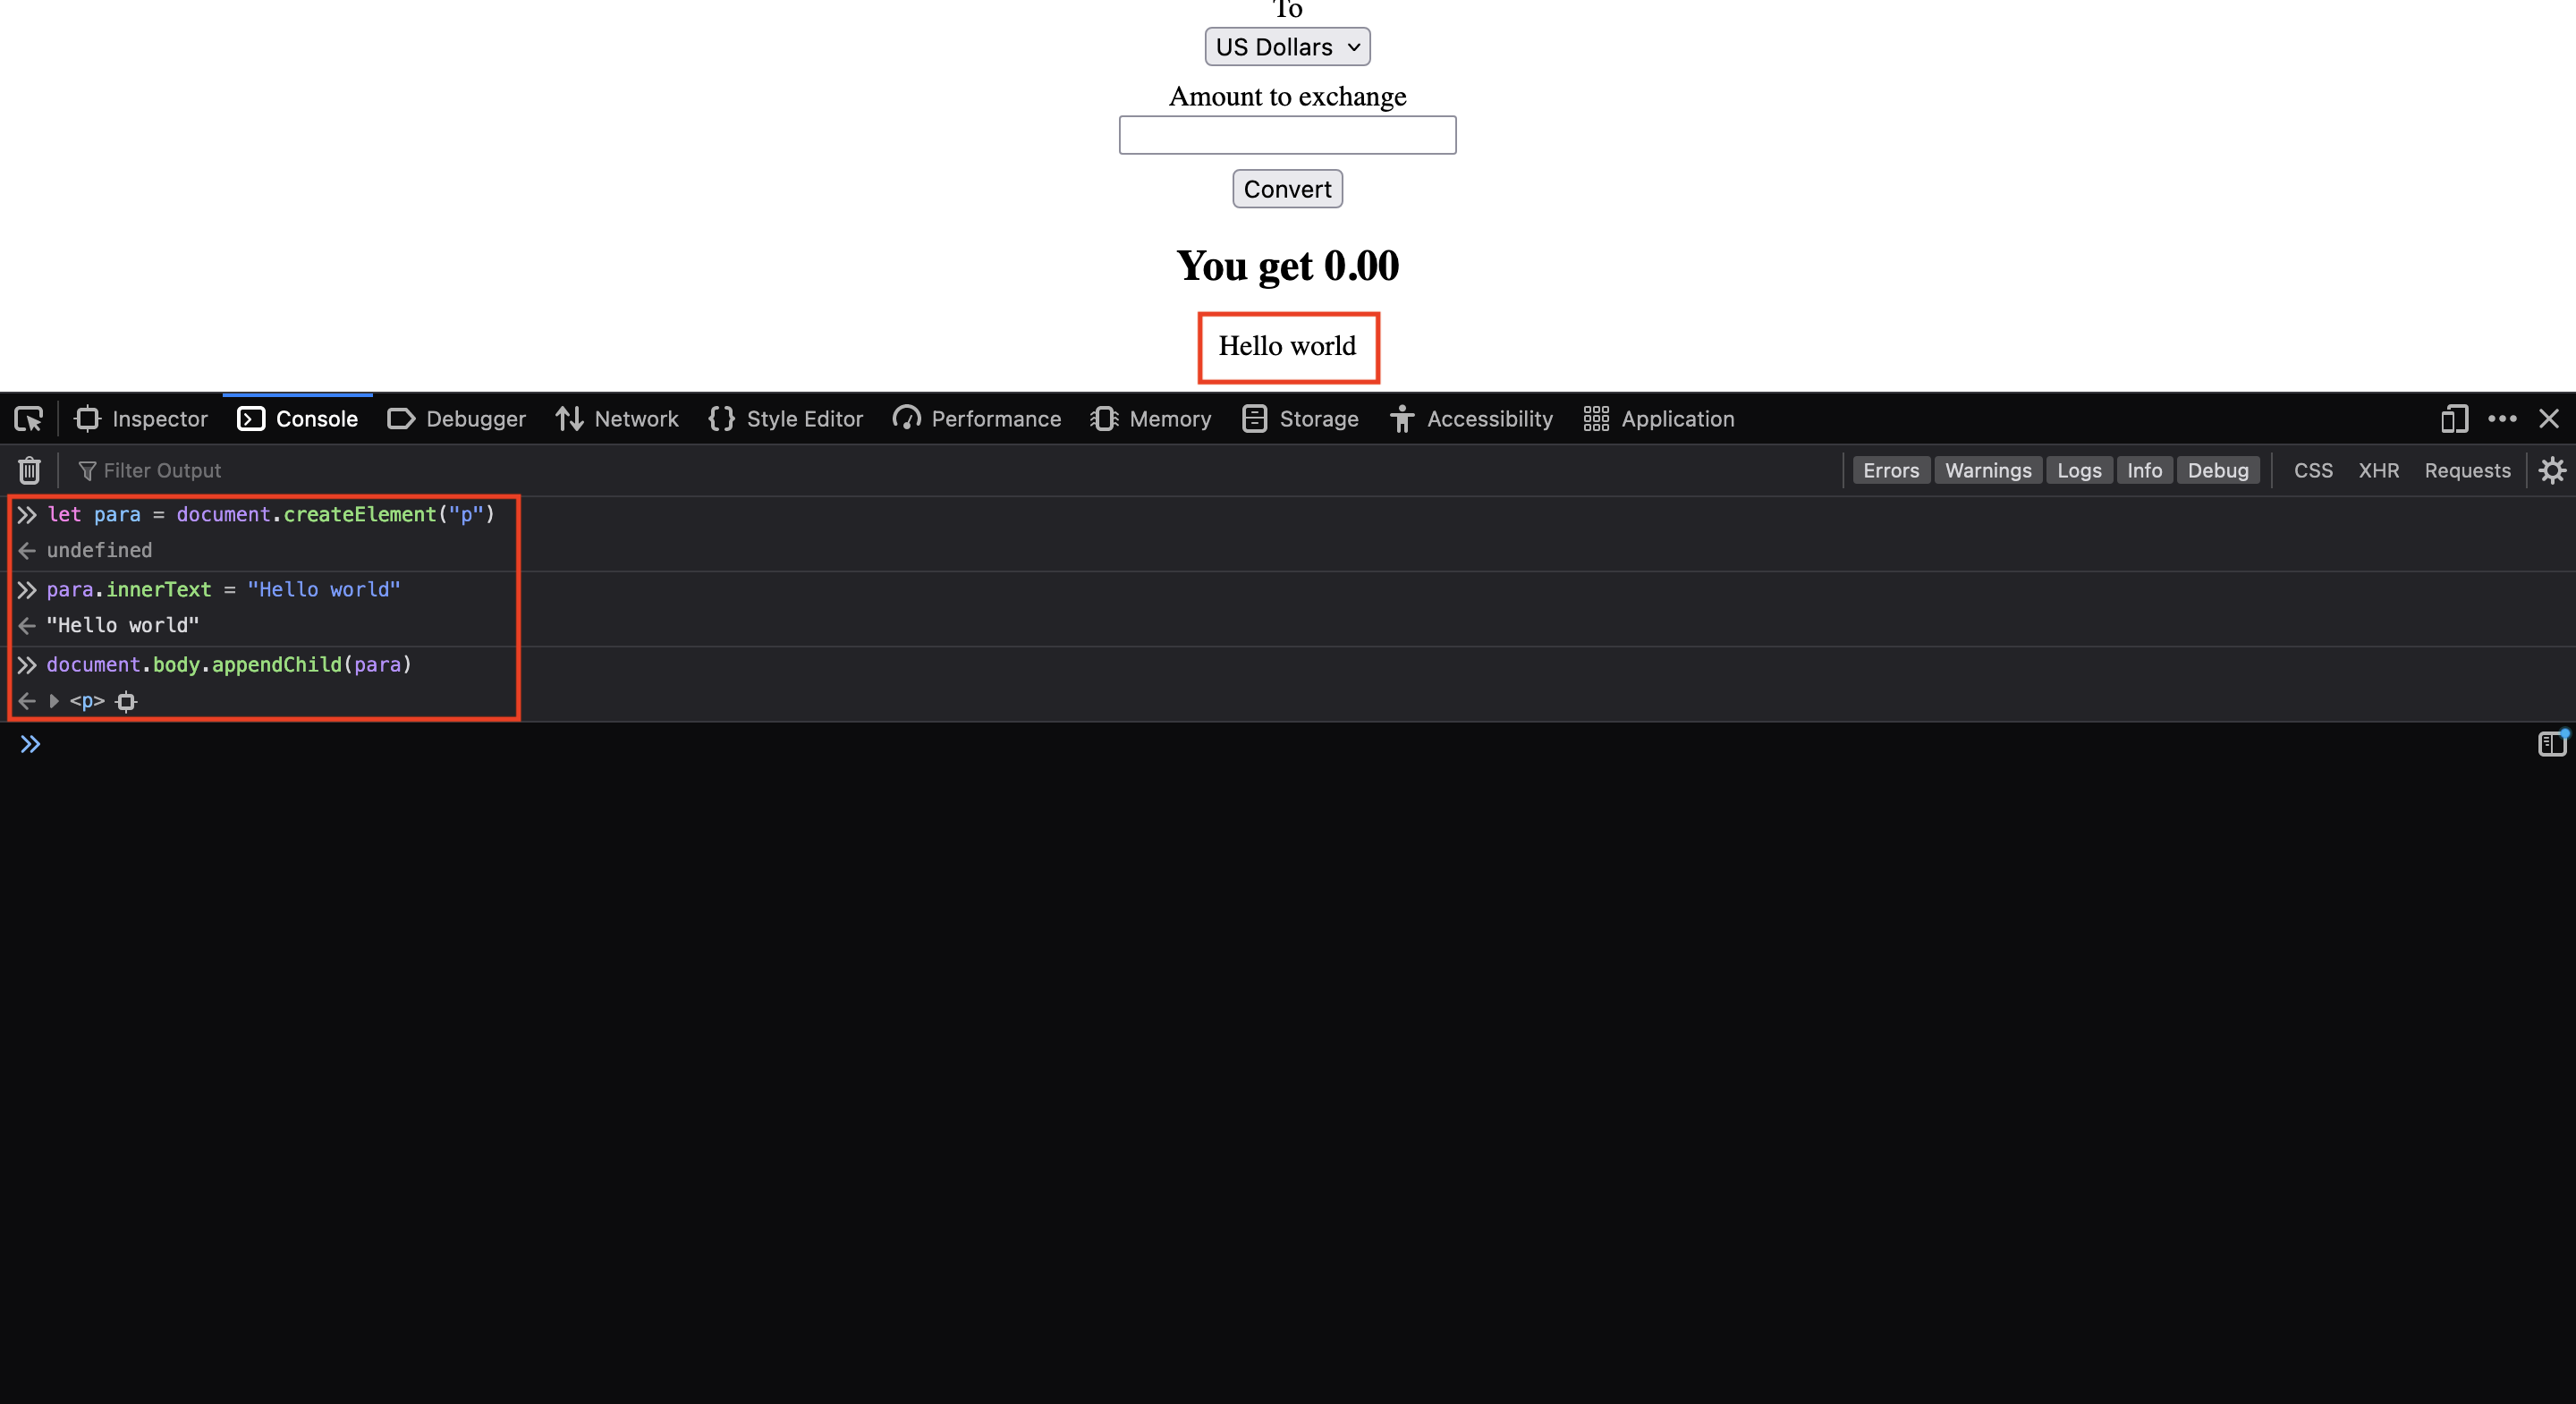 To
US Dollars
Amount to exchange
Convert
You get 0.00
Hello world
Inspector Console Debugger Network Style Editor Performance Memory Storage Accessibility Application
Filter Output Errors Warnings Logs Info Debug CSS XHR Requests
let para = document.createElement("p")
undefined
para.innerText = "Hello world"
"Hello world"
document.body.appendChild(para)
<p>